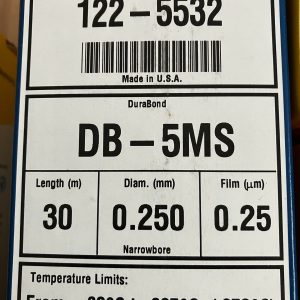 122-5532
Made in U.S.A.
DuraBond
DB-5MS
Length (m) Diam. (mm) Film (µm)
30 0.250 0.25
Narrowbore
Temperature Limits: